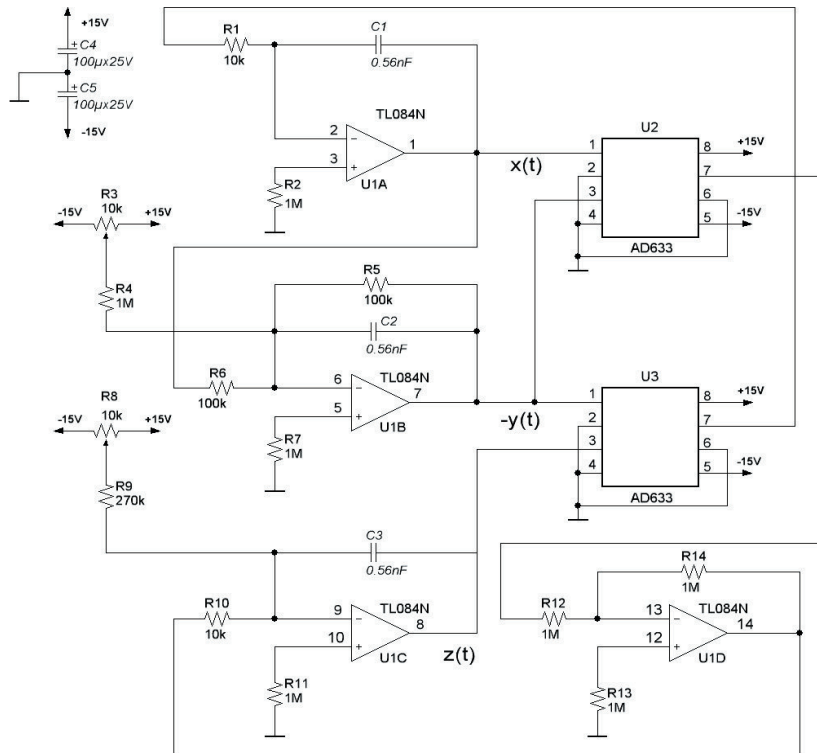 +15V
+ C4
100µx25V
+ C5
100µx25V
-15V
R1
10k
C1
0.56nF
TL084N
2
−
1
3
+
U1A
R2
1M
x(t)
U2
1
8
+15V
2
7
3
6
4
5
-15V
AD633
R3
-15V
10k
+15V
R4
1M
R5
100k
C2
0.56nF
TL084N
R6
100k
6
−
7
5
+
U1B
R7
1M
-y(t)
U3
1
8
+15V
2
7
3
6
4
5
-15V
AD633
R8
-15V
10k
+15V
R9
270k
C3
0.56nF
TL084N
R10
10k
9
−
8
10
+
U1C
R11
1M
z(t)
R14
1M
R12
1M
TL084N
13
−
14
12
+
U1D
R13
1M